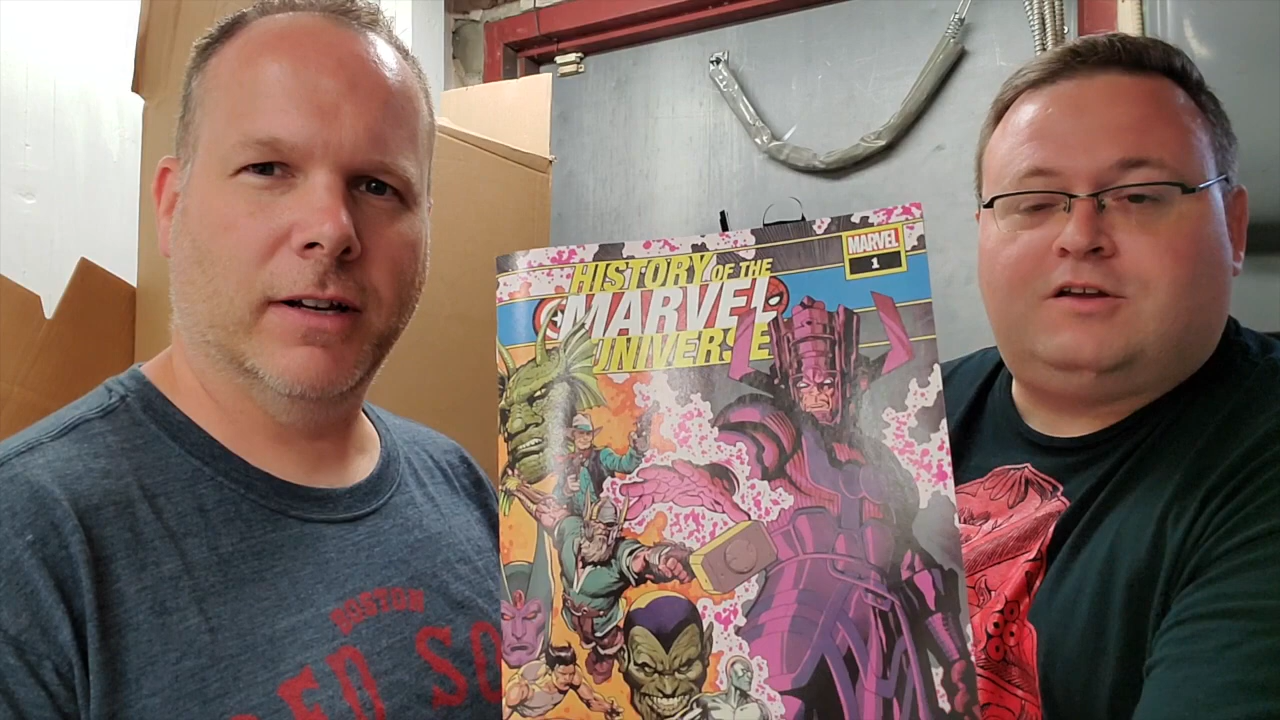 MARVEL
1
HISTORY OF THE
MARVEL
UNIVERSE
BOSTON
RED SO